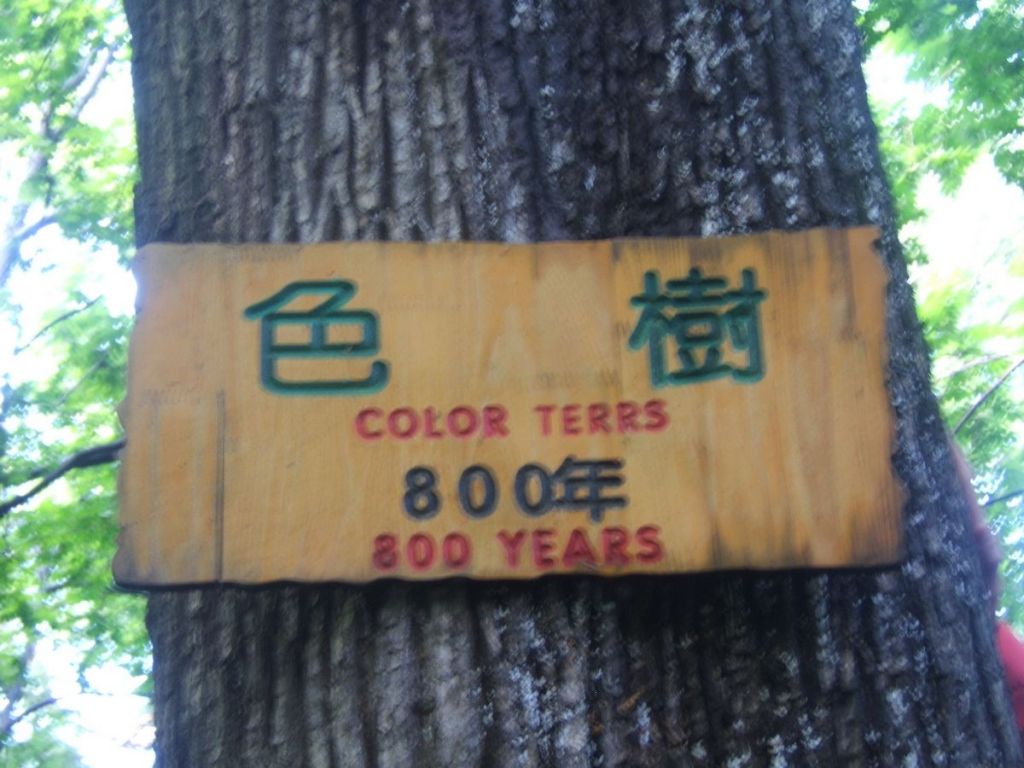 色 樹
COLOR TERRS
800年
800 YEARS